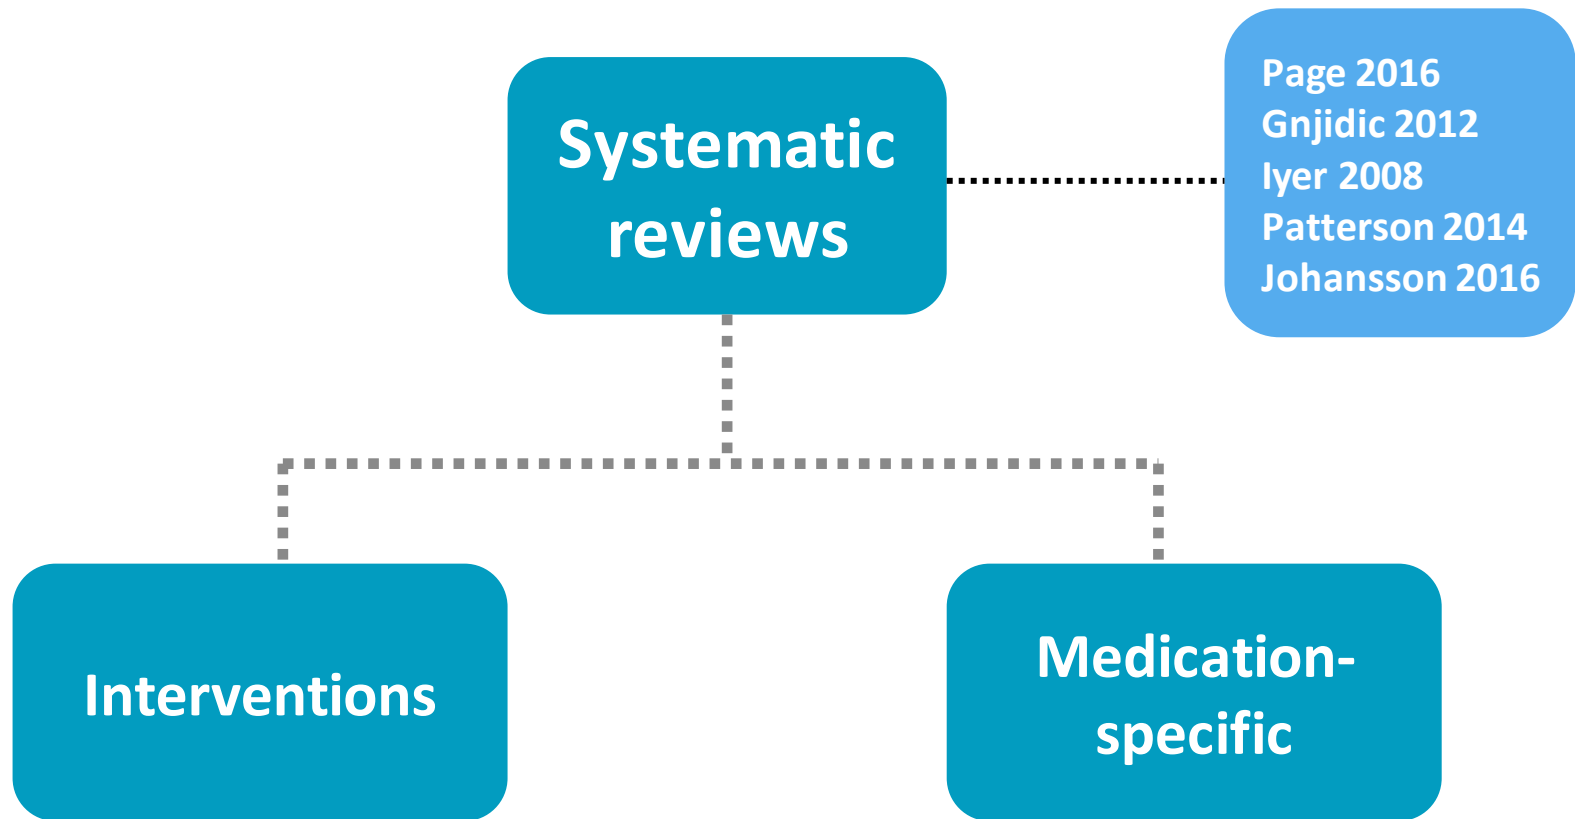 Systematic
reviews
Page 2016
Gnjidic 2012
Iyer 2008
Patterson 2014
Johansson 2016
Interventions
Medication-
specific